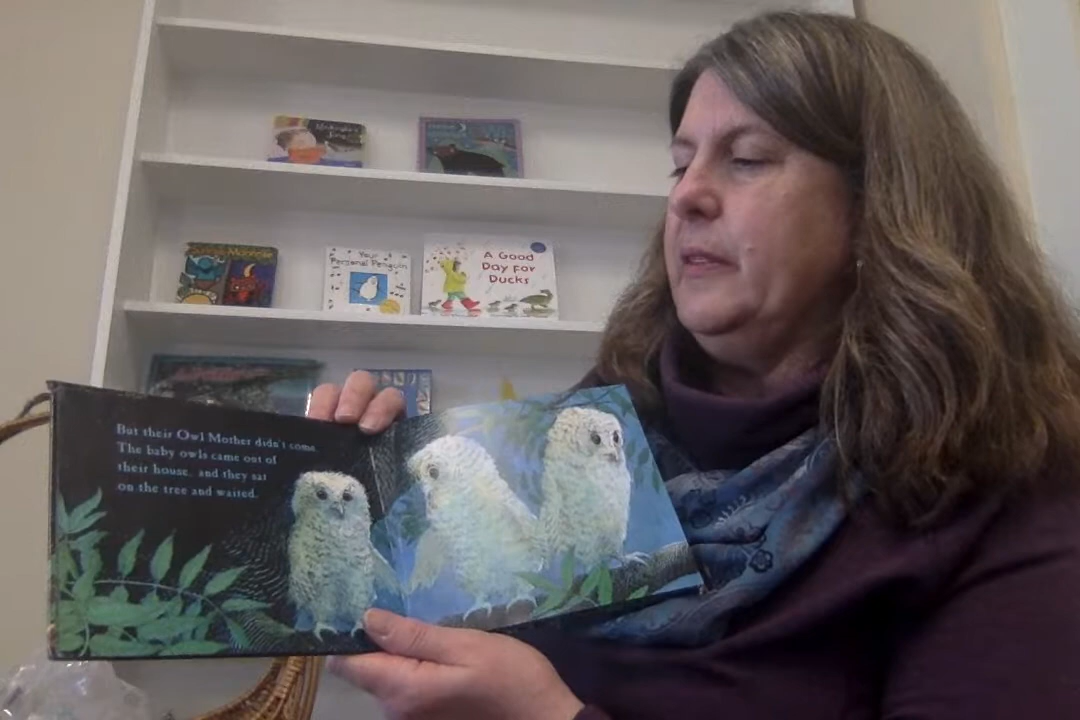 Your
Personal Penguin
A Good
Day for
Ducks
But their Owl Mother didn't come.
The baby owls came out of
their house, and they sat
on the tree and waited.